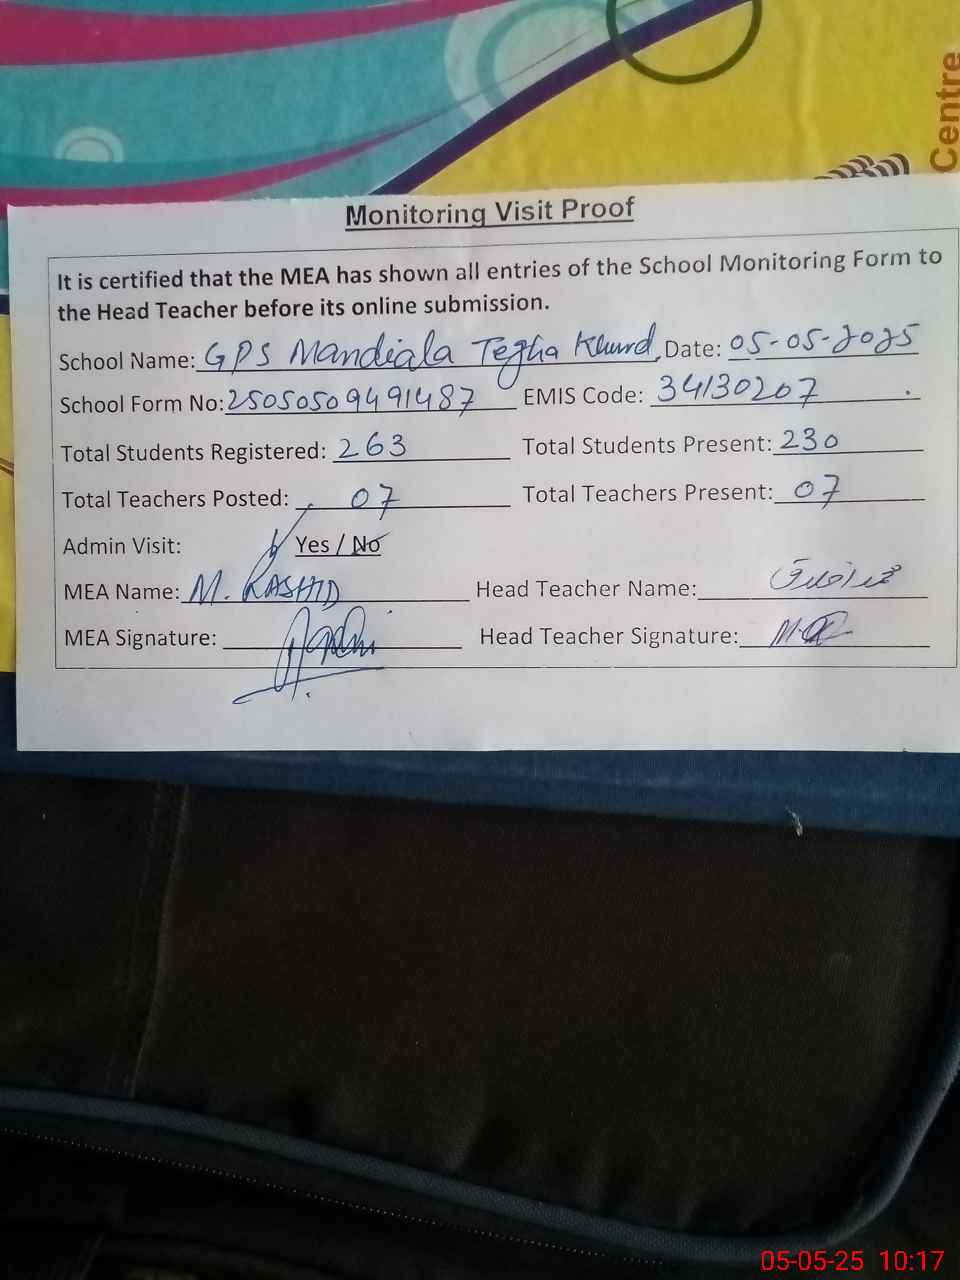 Centre
Monitoring Visit Proof
It is certified that the MEA has shown all entries of the School Monitoring Form to
the Head Teacher before its online submission.
School Name: GPS Mandiala Tegha Khurd, Date: 05-05-2025
School Form No: 25050509491487 EMIS Code: 34130207
Total Students Registered: 263 Total Students Present: 230
Total Teachers Posted: 07 Total Teachers Present: 07
Admin Visit: Yes / No
MEA Name: M. RASHID Head Teacher Name: محمد
MEA Signature: Head Teacher Signature:
05-05-25 10:17